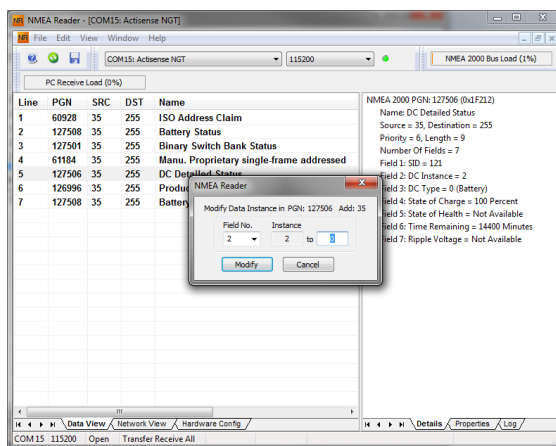 NR NMEA Reader - [COM15: Actisense NGT]
NR File Edit View Window Help
COM15: Actisense NGT 115200 NMEA 2000 Bus Load (1%)
PC Receive Load (0%)
Line PGN SRC DST Name
1 60928 35 255 ISO Address Claim
2 127508 35 255 Battery Status
3 127501 35 255 Binary Switch Bank Status
4 61184 35 255 Manu. Proprietary single-frame addressed
5 127506 35 255 DC Detailed Status
6 126996 35 255 Produc
7 127508 35 255 Battery
NMEA Reader
Modify Data Instance in PGN: 127506 Add: 35
Field No. Instance
2 2 to 0
Modify Cancel
NMEA 2000 PGN: 127506 (0x1F212)
Name: DC Detailed Status
Source = 35, Destination = 255
Priority = 6, Length = 9
Number Of Fields = 7
Field 1: SID = 121
Field 2: DC Instance = 2
Field 3: DC Type = 0 (Battery)
Field 4: State of Charge = 100 Percent
Field 5: State of Health = Not Available
Field 6: Time Remaining = 14400 Minutes
Field 7: Ripple Voltage = Not Available
Data View Network View Hardware Config
Details Properties Log
COM 15 115200 Open Transfer Receive All